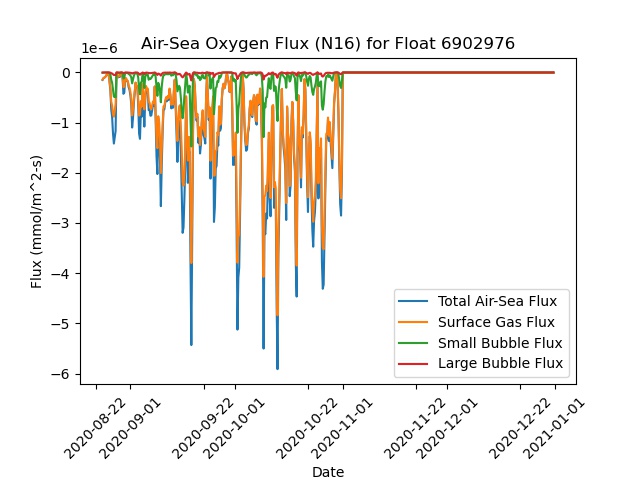 Air-Sea Oxygen Flux (N16) for Float 6902976
1e−6
0
−1
−2
−3
−4
−5
−6
Flux (mmol/m^2-s)
Total Air-Sea Flux
Surface Gas Flux
Small Bubble Flux
Large Bubble Flux
2020-08-22
2020-09-01
2020-09-22
2020-10-01
2020-10-22
2020-11-01
2020-11-22
2020-12-01
2020-12-22
2021-01-01
Date